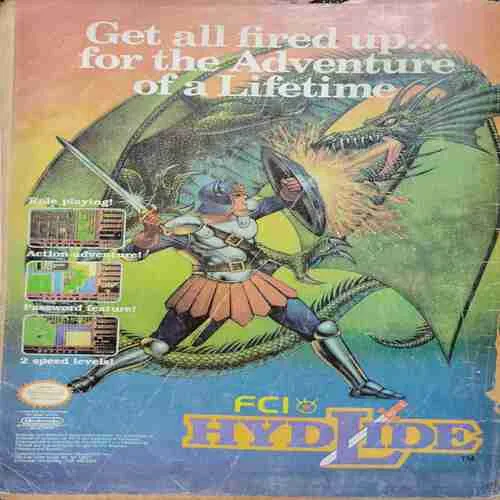 Get all fired up...
for the Adventure
of a Lifetime
Role playing!
Action adventure!
Password feature!
2 speed levels!
Nintendo
FCI
HYDLIDE
TM